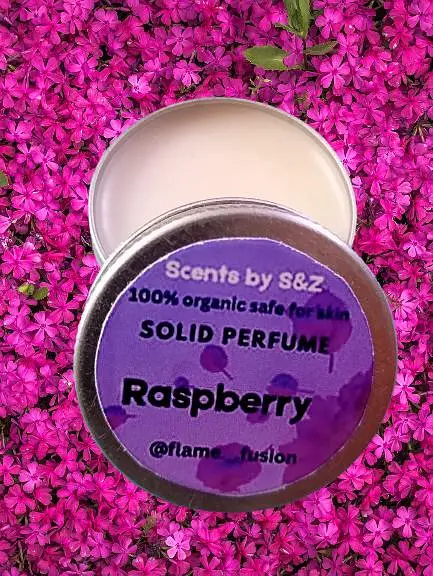 Scents by S&Z
100% organic safe for skin
SOLID PERFUME
Raspberry
@flame__fusion